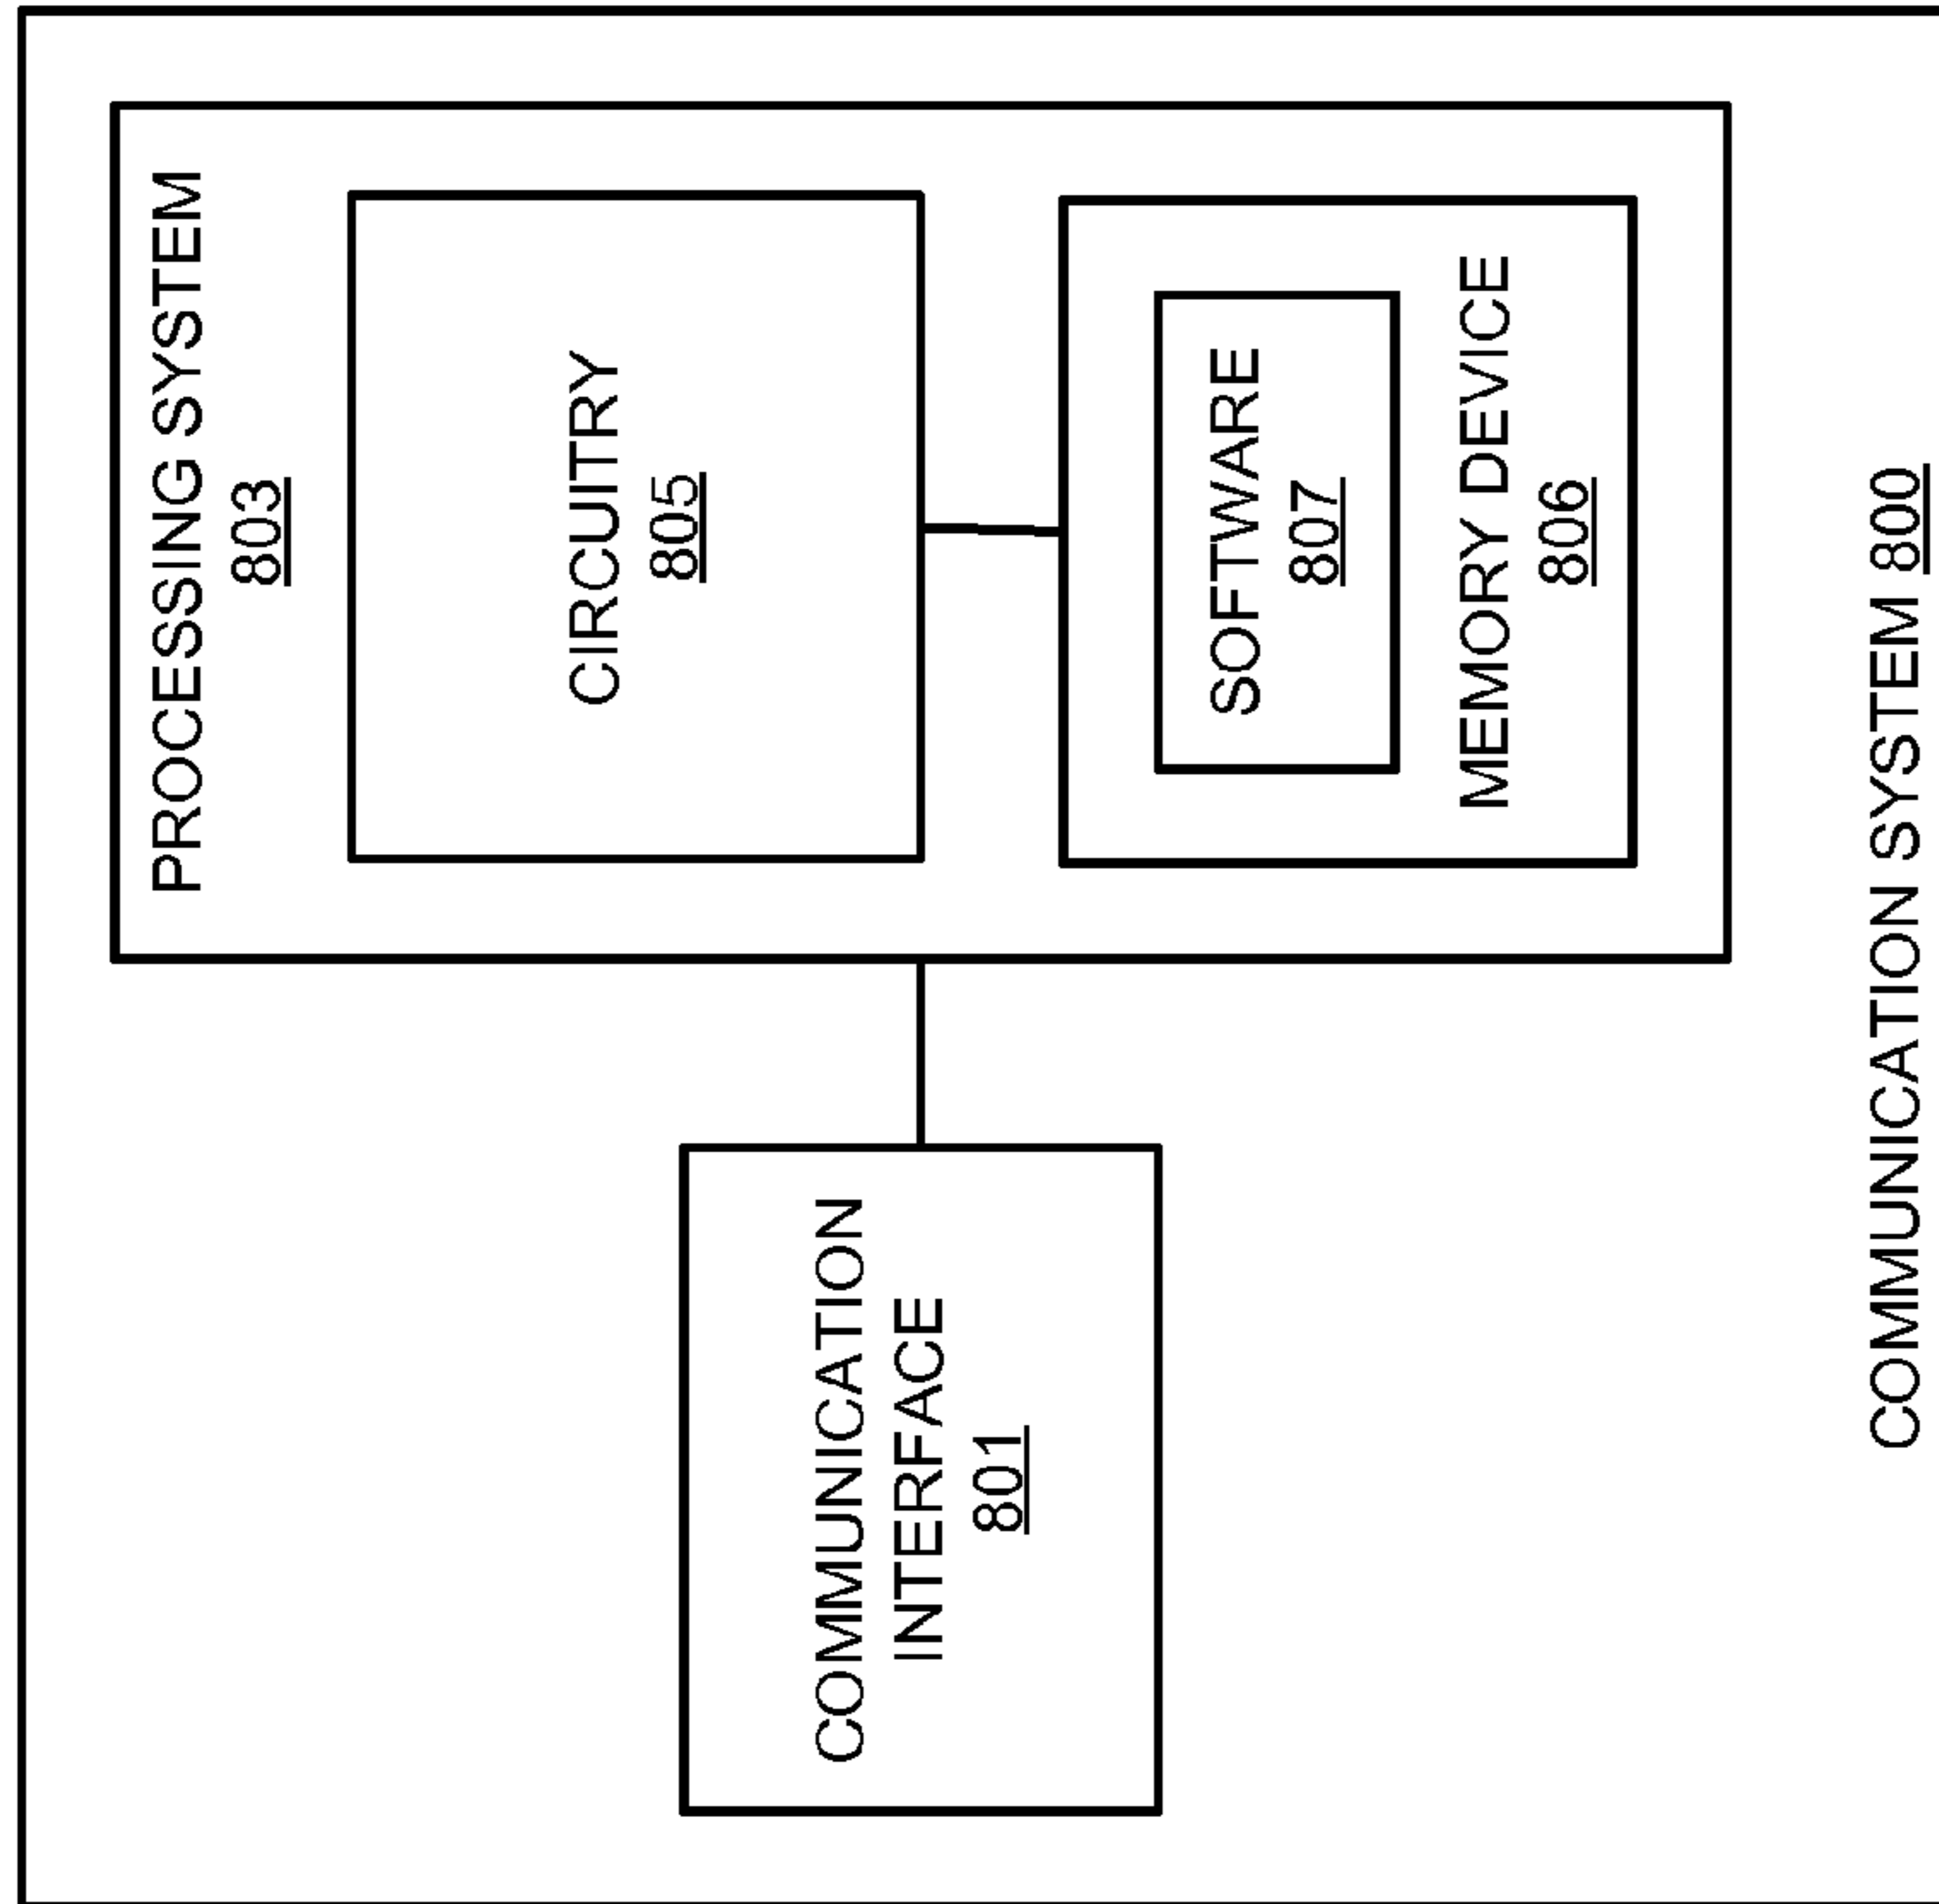 PROCESSING SYSTEM
803
CIRCUITRY
805
COMMUNICATION
INTERFACE
801
SOFTWARE
807
MEMORY DEVICE
806
COMMUNICATION SYSTEM 800